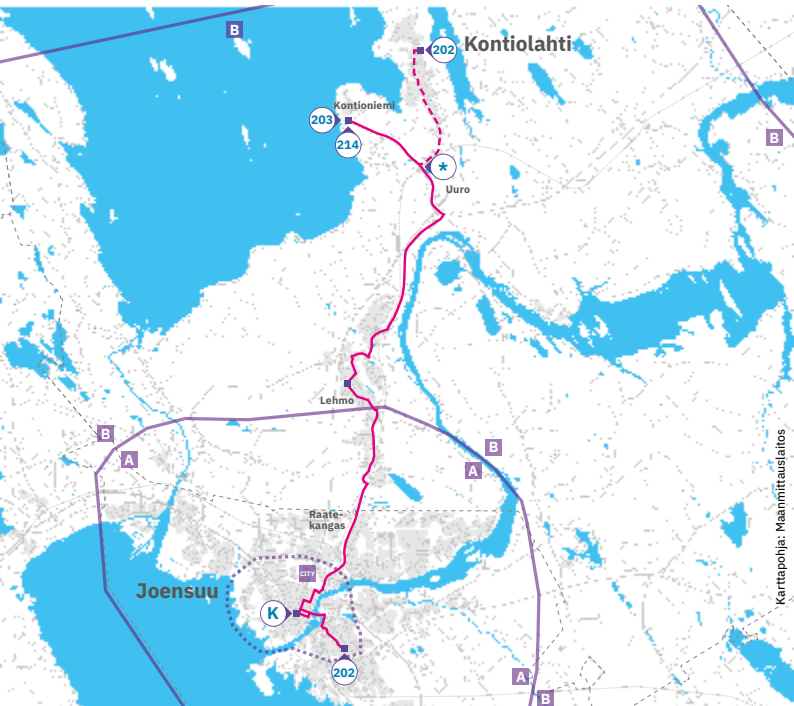 B
Kontiolahti
202
Kontioniemi
203
214
B
*
Uuro
Lehmo
B
A
B
A
Raate-
kangas
CITY
Joensuu
K
202
A
B
Karttapohja: Maanmittauslaitos